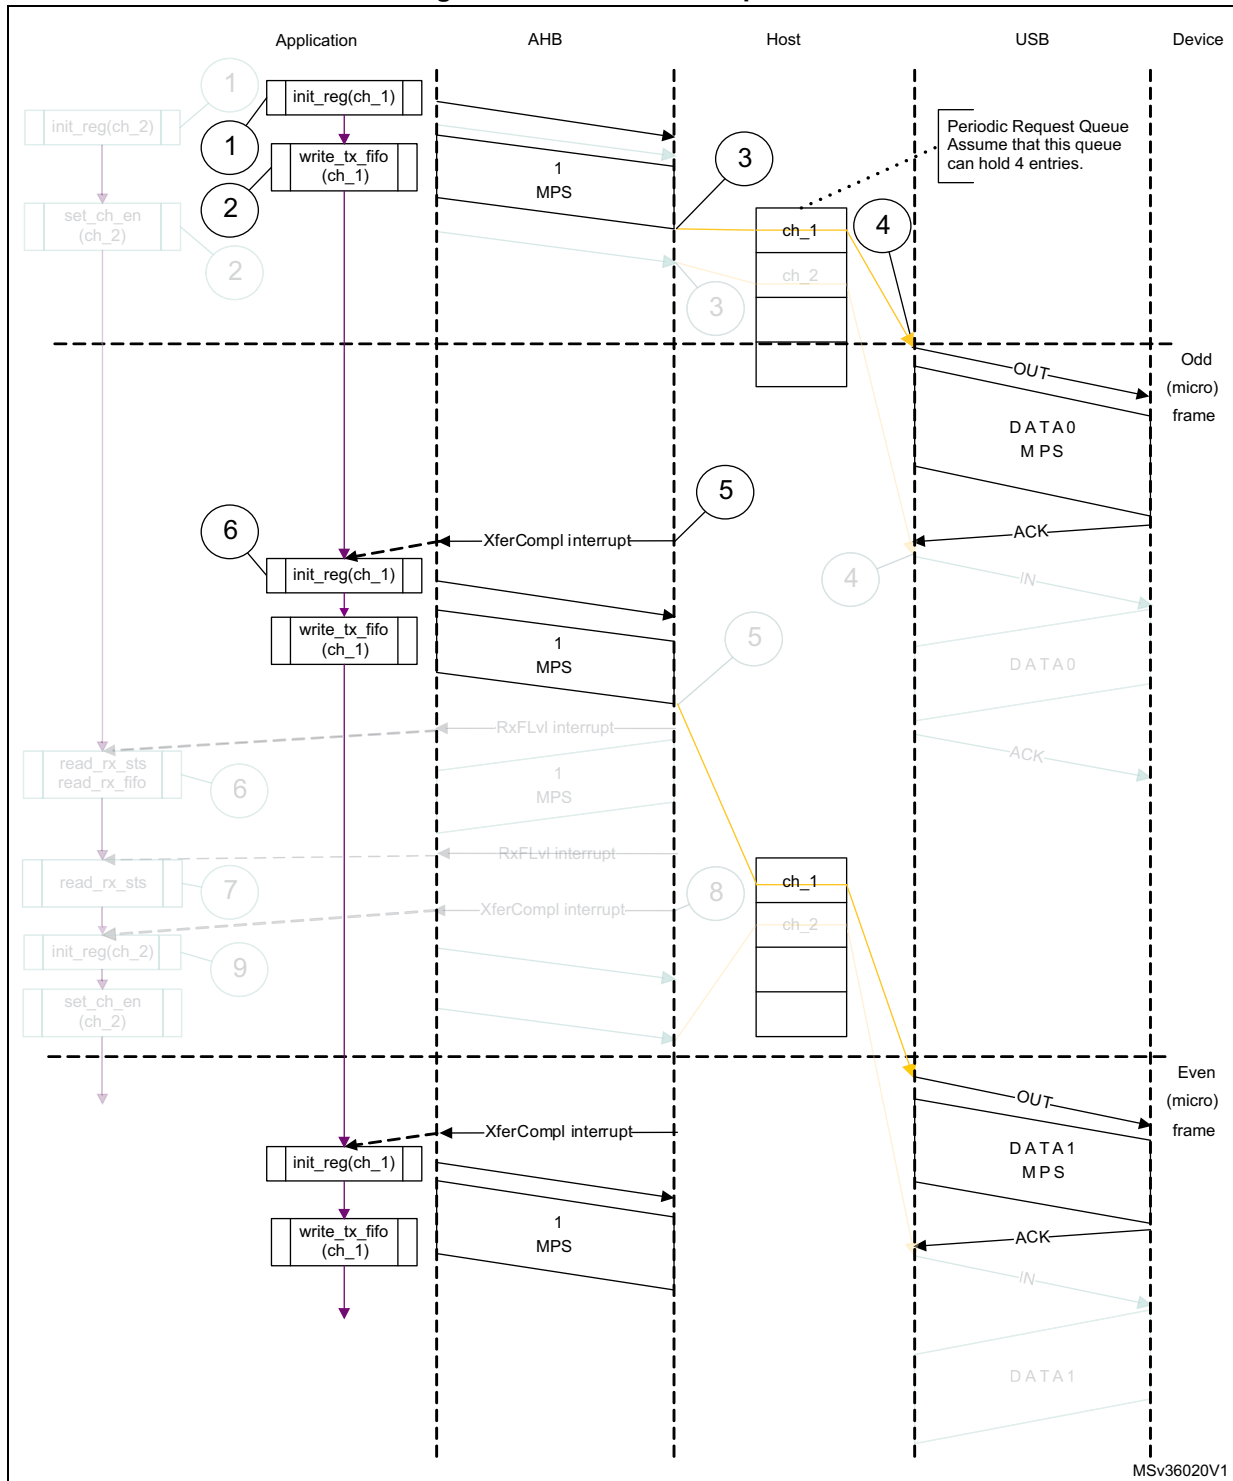 Application
AHB
Host
USB
Device
1
init_reg(ch_1)
init_reg(ch_2)
1
Periodic Request Queue
Assume that this queue
can hold 4 entries.
write_tx_fifo
(ch_1)
1
MPS
3
2
set_ch_en
(ch_2)
2
ch_1
4
ch_2
3
Odd
(micro)
frame
OUT
DATA0
MPS
5
6
ACK
XferCompl interrupt
init_reg(ch_1)
4
IN
write_tx_fifo
(ch_1)
1
MPS
5
DATA0
RxFLvl interrupt
ACK
read_rx_sts
read_rx_fifo
6
1
MPS
RxFLvl interrupt
read_rx_sts
7
ch_1
8
XferCompl interrupt
ch_2
init_reg(ch_2)
9
set_ch_en
(ch_2)
Even
(micro)
frame
OUT
XferCompl interrupt
DATA1
MPS
init_reg(ch_1)
write_tx_fifo
(ch_1)
1
MPS
ACK
IN
DATA1
MSv36020V1